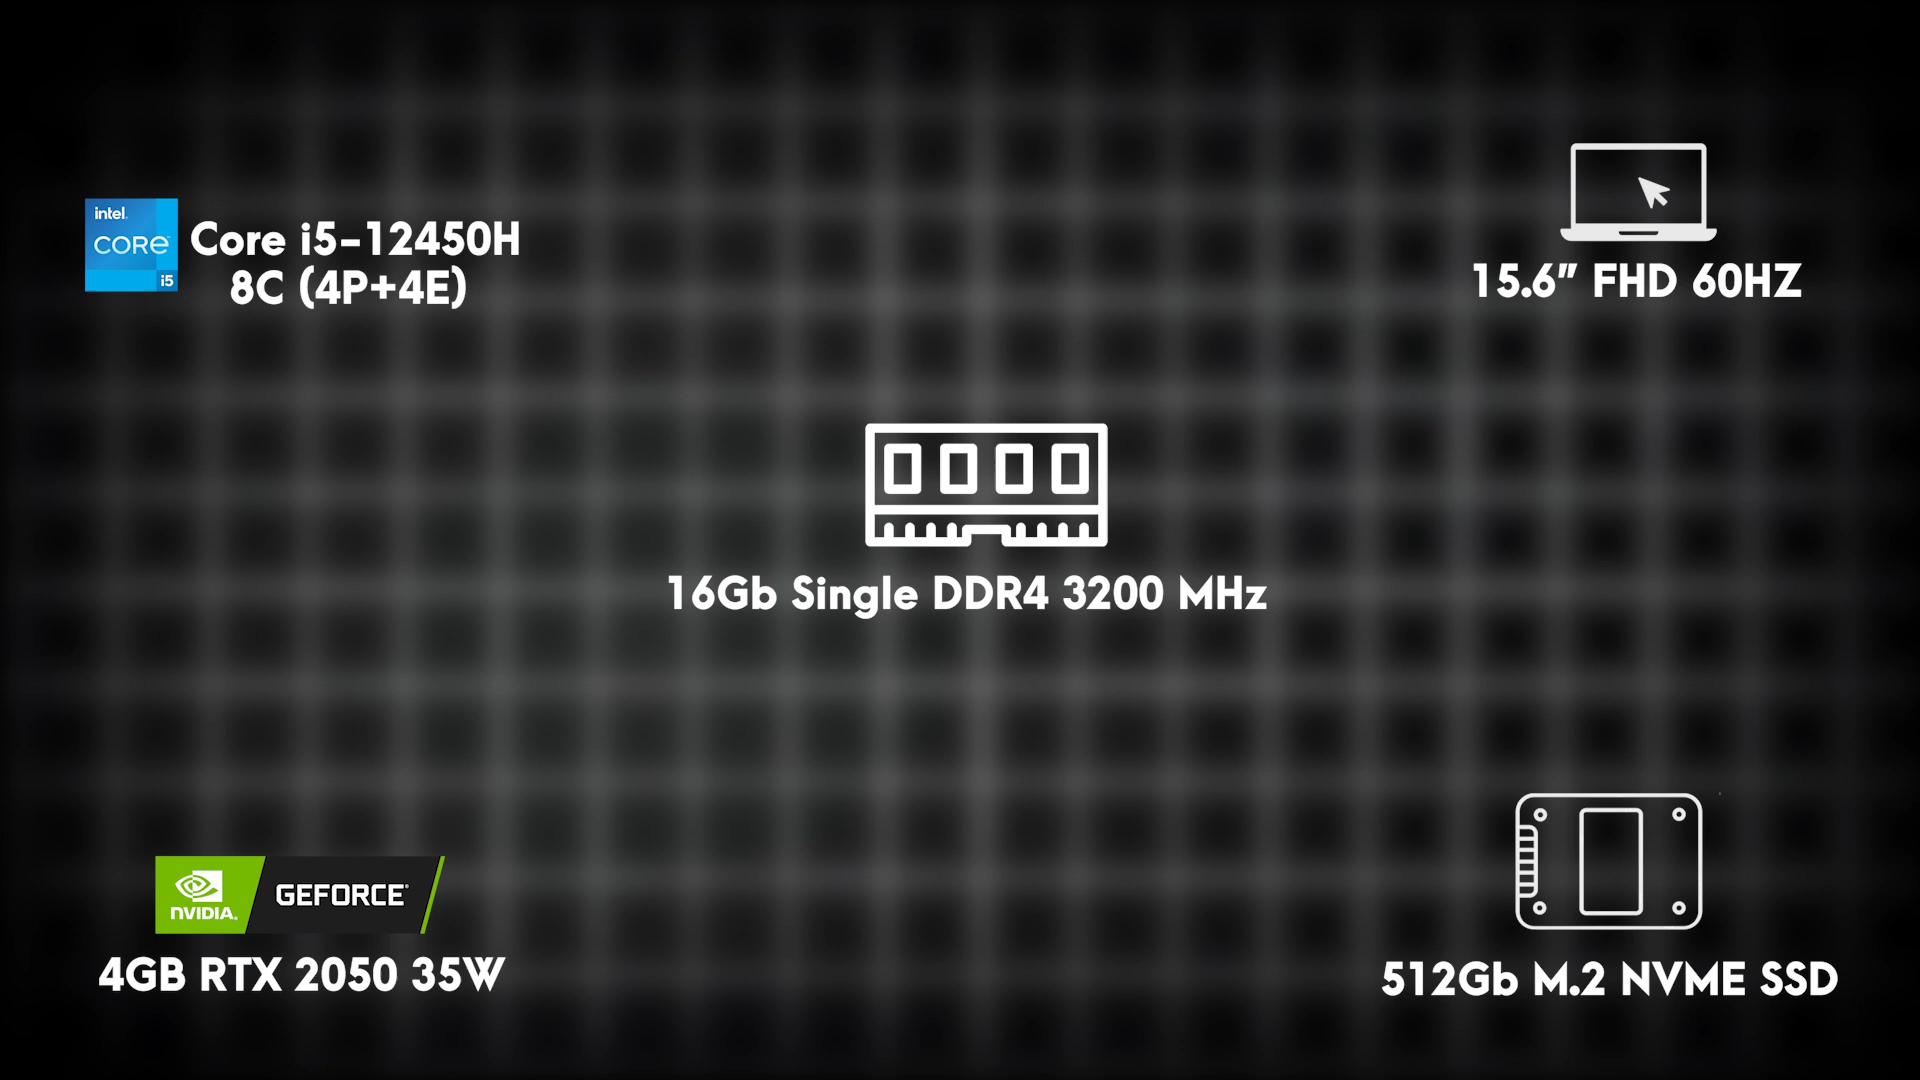 intel.
CORE
i5
Core i5-12450H
8C (4P+4E)
15.6" FHD 60HZ
16Gb Single DDR4 3200 MHz
NVIDIA.
GEFORCE
4GB RTX 2050 35W
512Gb M.2 NVME SSD